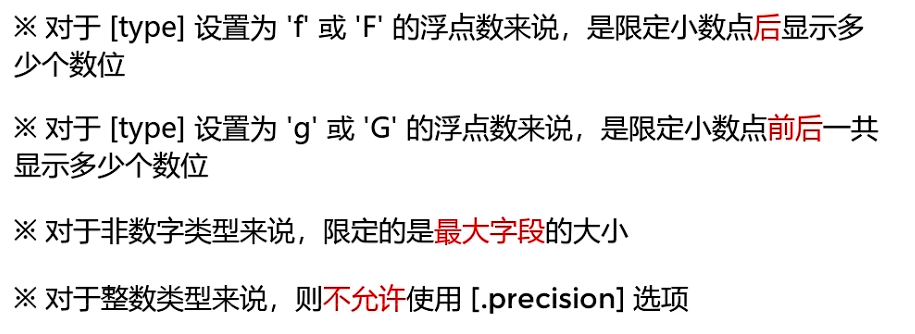 ※ 对于 [type] 设置为 'f' 或 'F' 的浮点数来说，是限定小数点后显示多
少个数位
※ 对于 [type] 设置为 'g' 或 'G' 的浮点数来说，是限定小数点前后一共
显示多少个数位
※ 对于非数字类型来说，限定的是最大字段的大小
※ 对于整数类型来说，则不允许使用 [.precision] 选项